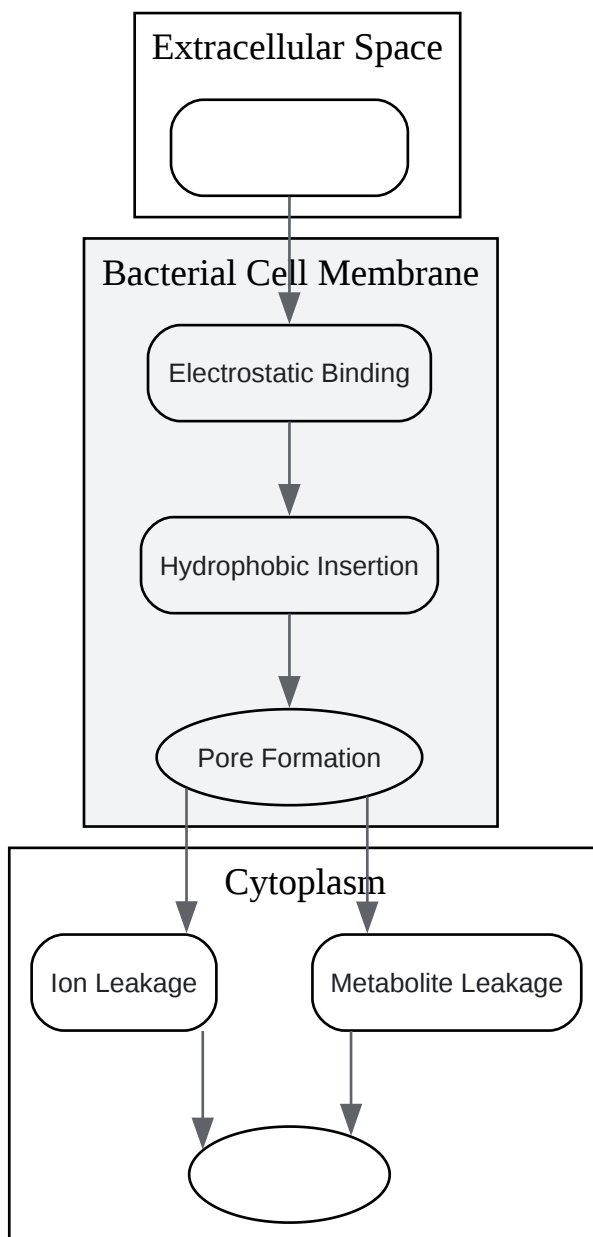 Extracellular Space
Bacterial Cell Membrane
Electrostatic Binding
Hydrophobic Insertion
Pore Formation
Cytoplasm
Ion Leakage
Metabolite Leakage